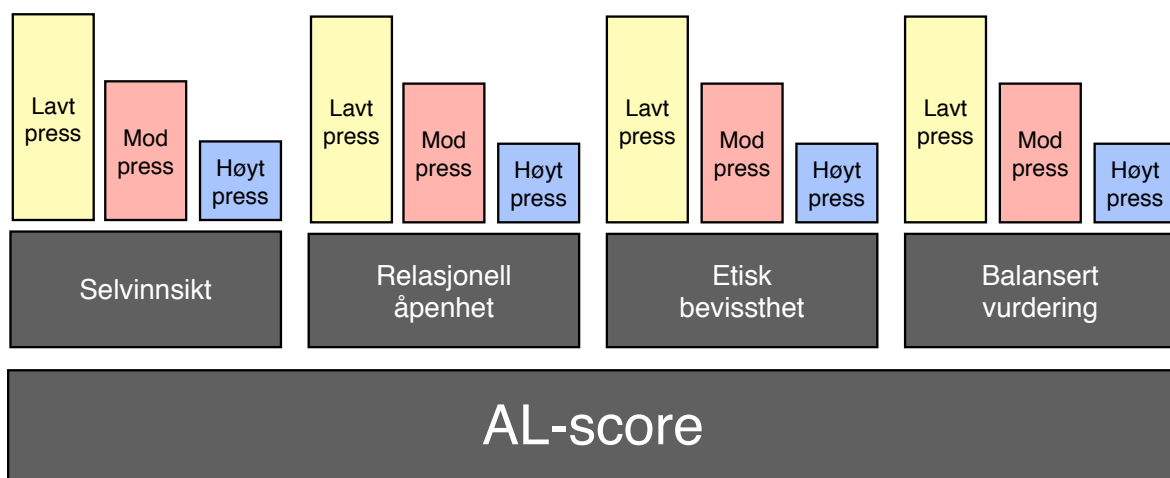 Lavt
press
Mod
press
Høyt
press
Lavt
press
Mod
press
Høyt
press
Lavt
press
Mod
press
Høyt
press
Lavt
press
Mod
press
Høyt
press
Selvinnsikt
Relasjonell
åpenhet
Etisk
bevissthet
Balansert
vurdering
AL-score